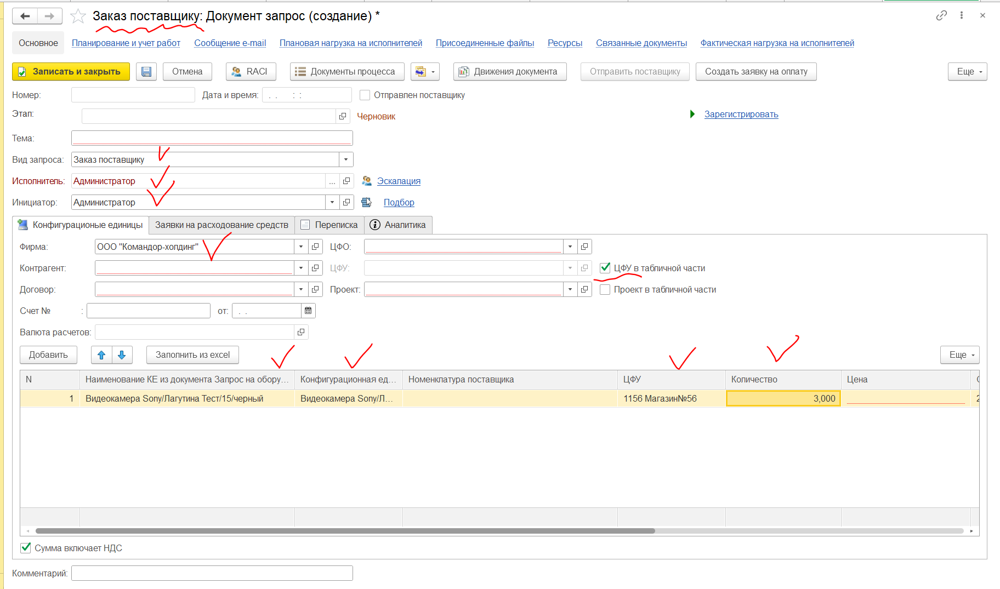 Заказ поставщику: Документ запрос (создание) *
Основное Планирование и учет работ Сообщение e-mail Плановая нагрузка на исполнителей Присоединенные файлы Ресурсы Связанные документы Фактическая нагрузка на исполнителей
Записать и закрыть Отмена RACI Документы процесса Движения документа Отправить поставщику Создать заявку на оплату Еще
Номер: Дата и время: . . : : Отправлен поставщику
Этап: Черновик Зарегистрировать
Тема:
Вид запроса: Заказ поставщику
Исполнитель: Администратор ... Эскалация
Инициатор: Администратор Подбор
Конфигурационые единицы Заявки на расходование средств Переписка Аналитика
Фирма: ООО "Командор-холдинг" ЦФО:
Контрагент: ЦФУ: ЦФУ в табличной части
Договор: Проект: Проект в табличной части
Счет № : от: . .
Валюта расчетов:
Добавить Заполнить из excel Еще
N Наименование КЕ из документа Запрос на обору... Конфигурационная ед... Номенклатура поставщика ЦФУ Количество Цена
1 Видеокамера Sony/Лагутина Тест/15/черный Видеокамера Sony/Л... 1156 Магазин№56 3,000
Сумма включает НДС
Комментарий: